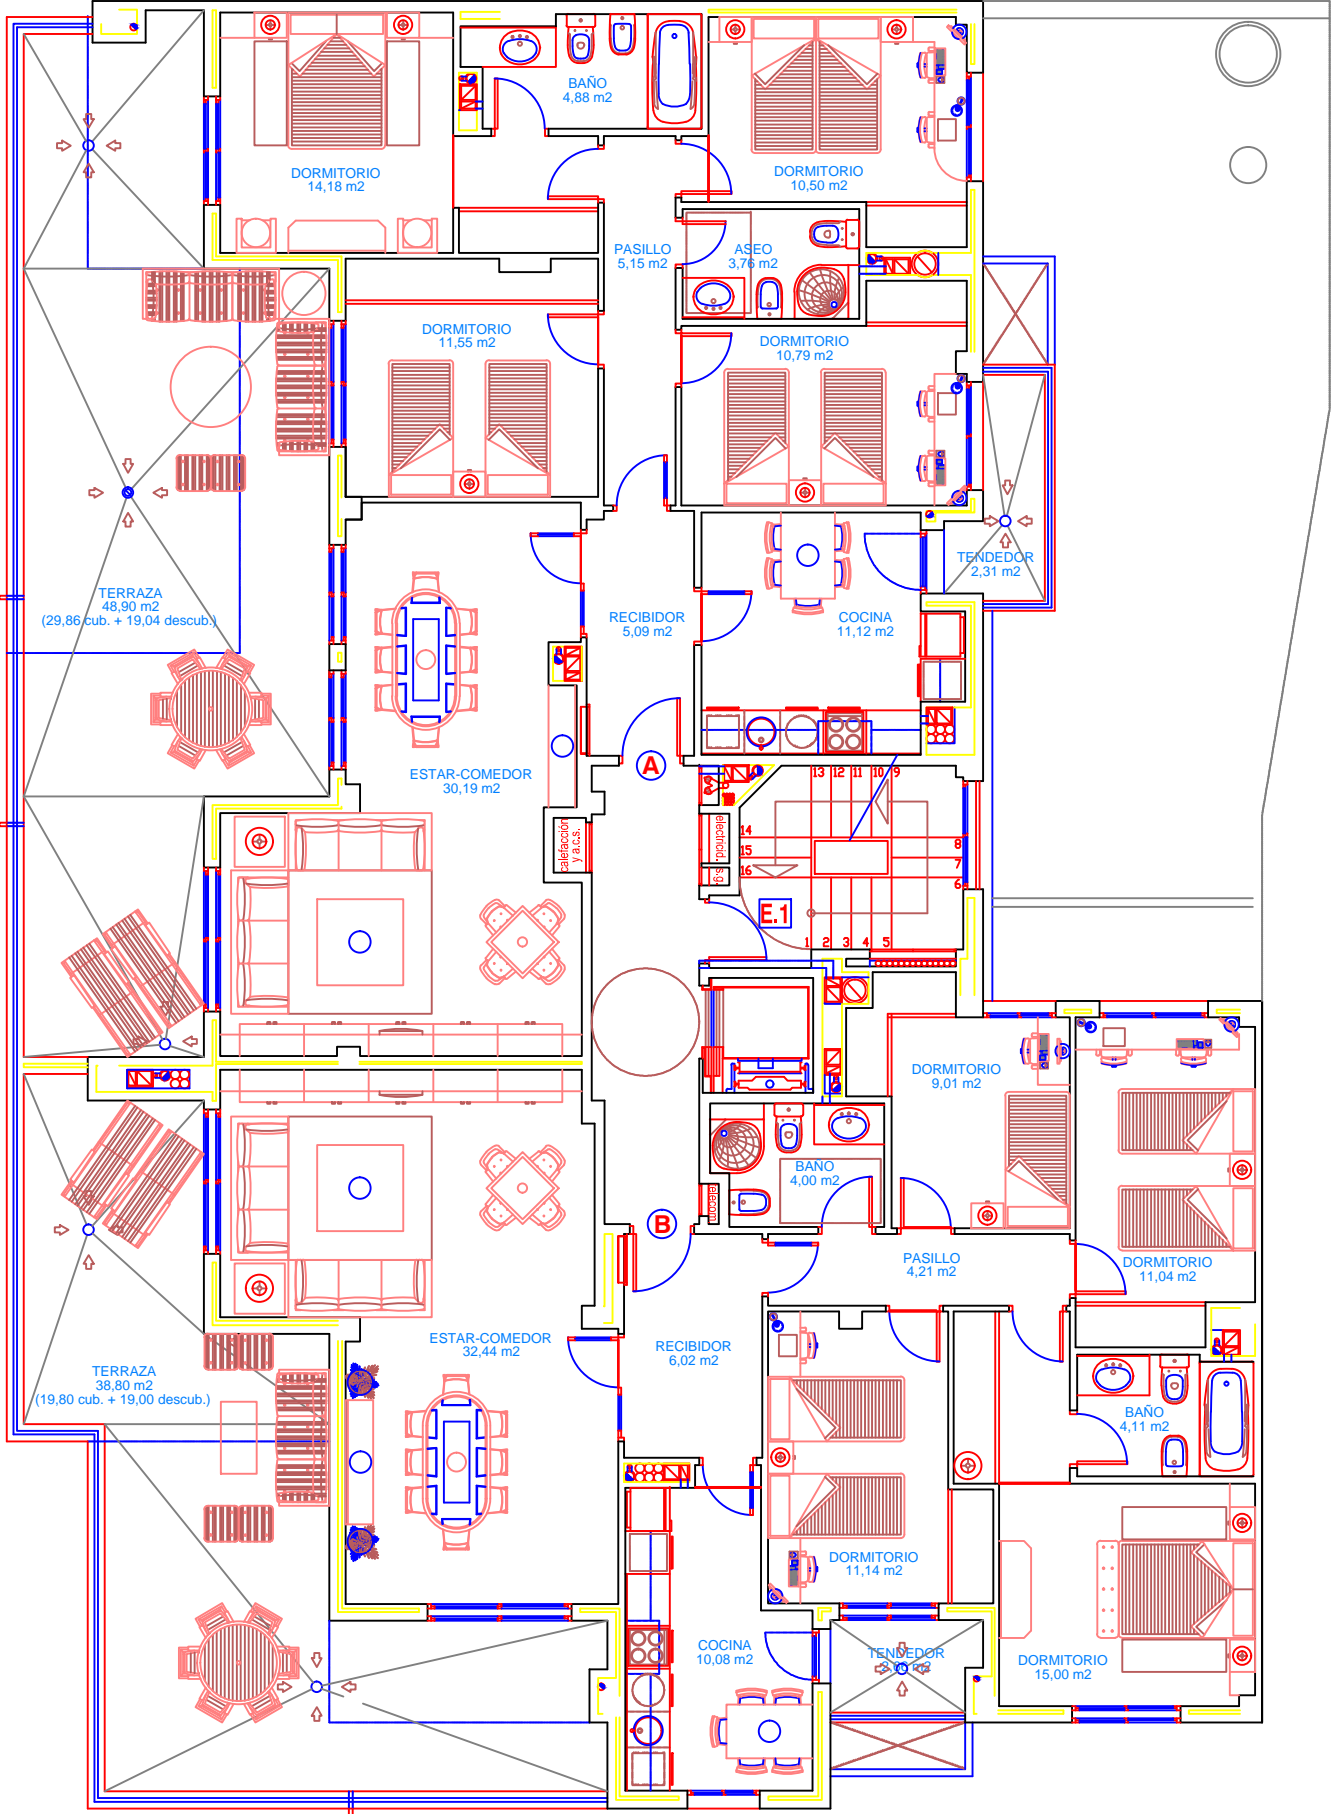 BAÑO
4,88 m2
DORMITORIO
14,18 m2
DORMITORIO
10,50 m2
PASILLO
5,15 m2
ASEO
3,76 m2
DORMITORIO
11,55 m2
DORMITORIO
10,79 m2
TENDEDOR
2,31 m2
TERRAZA
48,90 m2
(29,86 cub. + 19,04 descub.)
RECIBIDOR
5,09 m2
COCINA
11,12 m2
A
ESTAR-COMEDOR
30,19 m2
13
12
11
10
9
14
15
16
8
7
6
calefacción
y a.c.s.
electricid.
s.g.
E.1
1
2
3
4
5
DORMITORIO
9,01 m2
BAÑO
4,00 m2
B
PASILLO
4,21 m2
DORMITORIO
11,04 m2
ESTAR-COMEDOR
32,44 m2
RECIBIDOR
6,02 m2
TERRAZA
38,80 m2
(19,80 cub. + 19,00 descub.)
BAÑO
4,11 m2
DORMITORIO
11,14 m2
COCINA
10,08 m2
TENDEDOR
DORMITORIO
15,00 m2